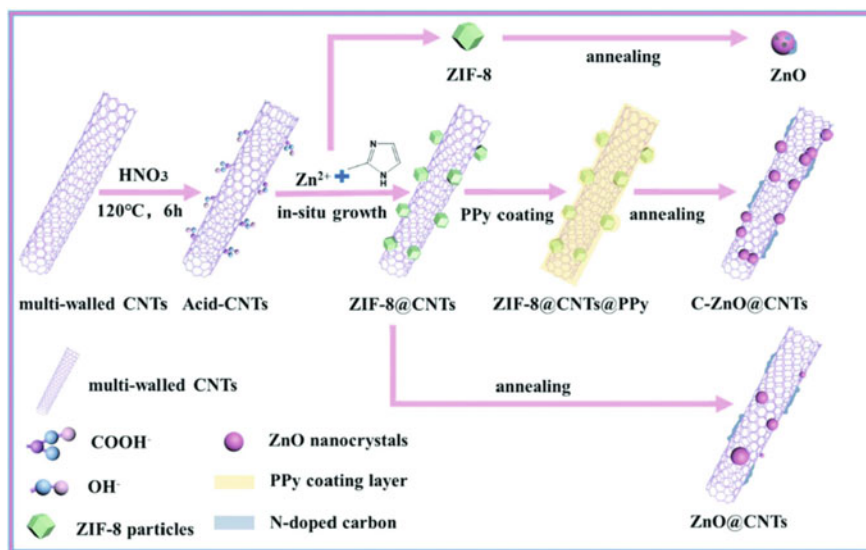 ZIF-8
annealing
ZnO
HNO₃
120℃，6h
Zn²⁺
N
N
H
in-situ growth
PPy coating
annealing
multi-walled CNTs
Acid-CNTs
ZIF-8@CNTs
ZIF-8@CNTs@PPy
C-ZnO@CNTs
multi-walled CNTs
annealing
COOH⁻
ZnO nanocrystals
OH⁻
PPy coating layer
ZIF-8 particles
N-doped carbon
ZnO@CNTs